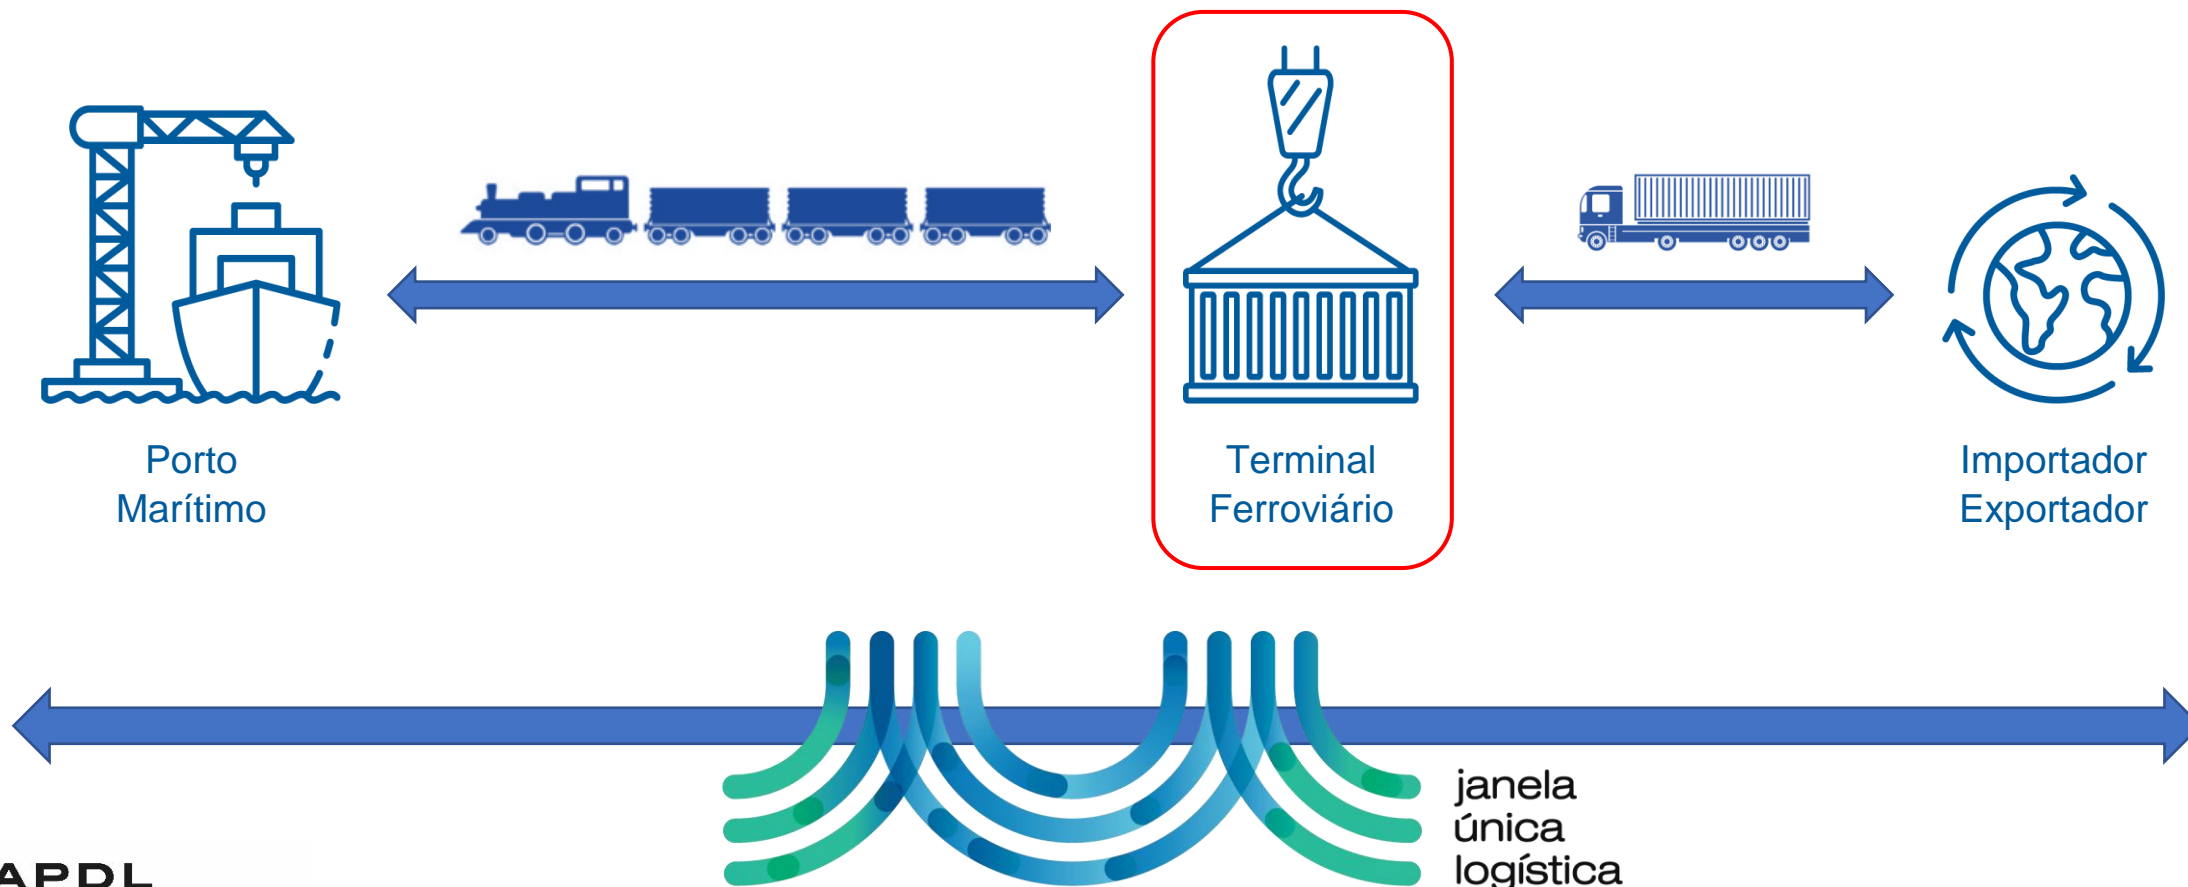 Porto
Marítimo
Terminal
Ferroviário
Importador
Exportador
janela
única
logística
APDL